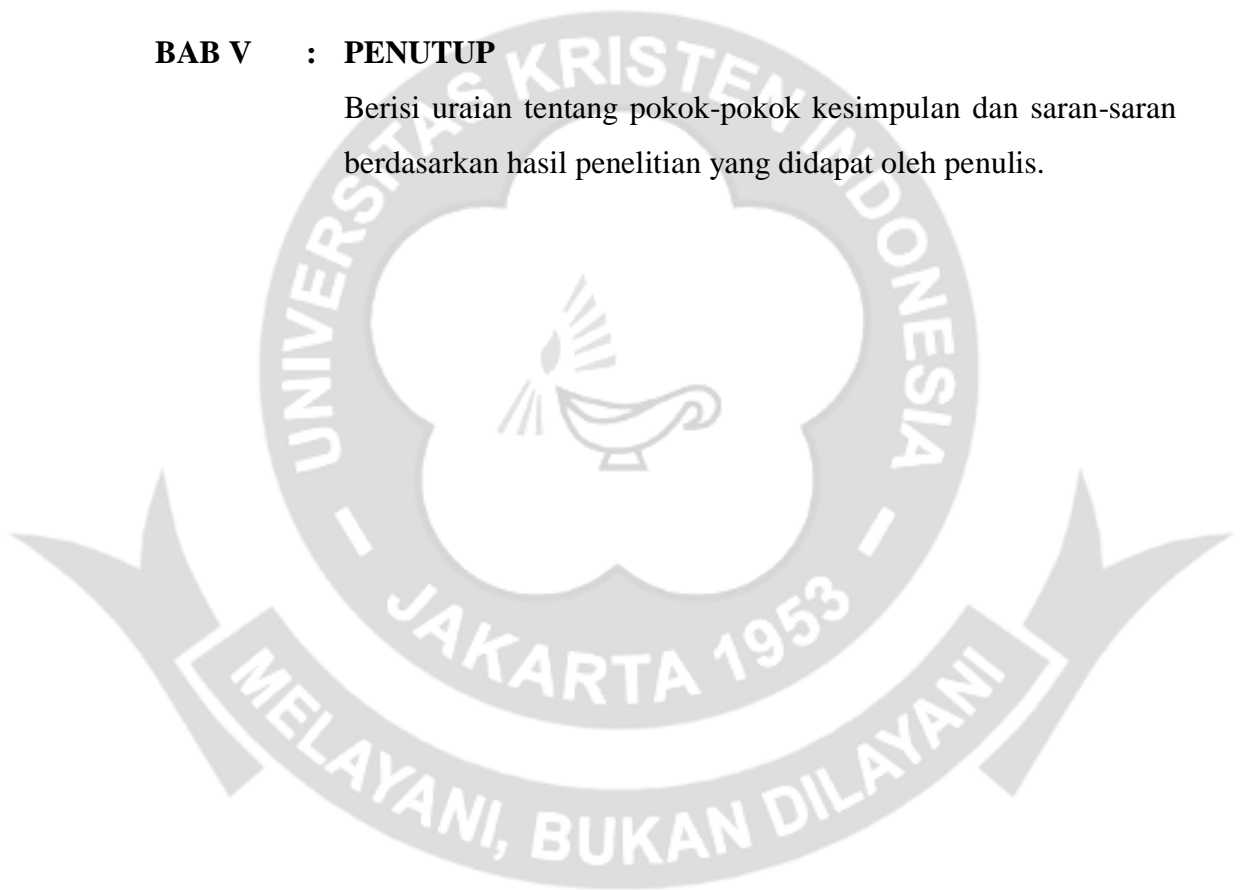 BAB V : PENUTUP
Berisi uraian tentang pokok-pokok kesimpulan dan saran-saran
berdasarkan hasil penelitian yang didapat oleh penulis.
UNIVERSITAS KRISTEN INDONESIA
JAKARTA 1953
MELAYANI, BUKAN DILAYANI